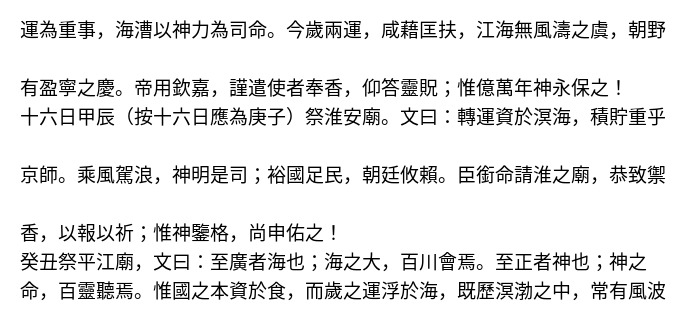 運為重事，海漕以神力為司命。今歲兩運，咸藉匡扶，江海無風濤之虞，朝野
有盈寧之慶。帝用欽嘉，謹遣使者奉香，仰答靈貺；惟億萬年神永保之！
十六日甲辰（按十六日應為庚子）祭淮安廟。文曰：轉運資於溟海，積貯重乎
京師。乘風駕浪，神明是司；裕國足民，朝廷攸賴。臣銜命請淮之廟，恭致禦
香，以報以祈；惟神鑒格，尚申佑之！
癸丑祭平江廟，文曰：至廣者海也；海之大，百川會焉。至正者神也；神之
命，百靈聽焉。惟國之本資於食，而歲之運浮於海，既歷溟渤之中，常有風波